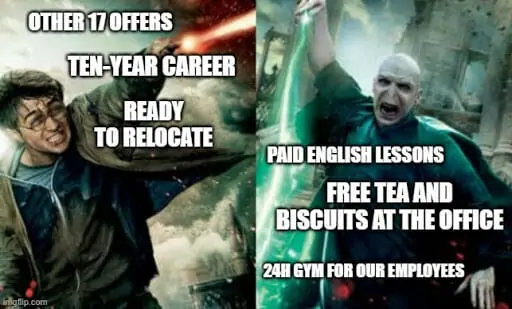 OTHER 17 OFFERS
TEN-YEAR CAREER
READY
TO RELOCATE
PAID ENGLISH LESSONS
FREE TEA AND
BISCUITS AT THE OFFICE
24H GYM FOR OUR EMPLOYEES
imgflip.com